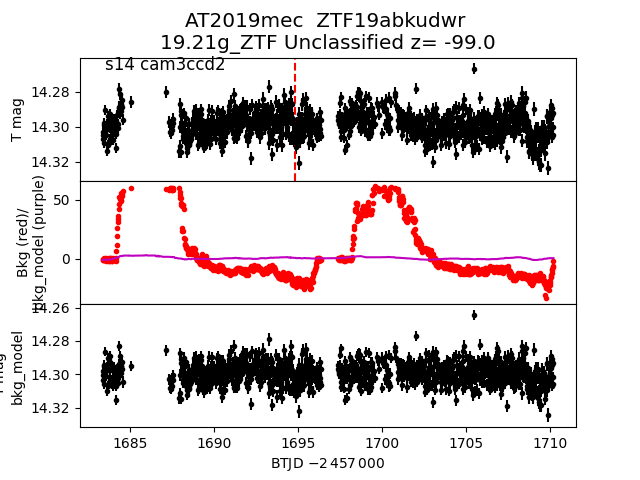 AT2019mec  ZTF19abkudwr
19.21g_ZTF Unclassified z= -99.0
s14 cam3ccd2
T mag
14.28
14.30
14.32
Bkg (red)/
bkg_model (purple)
50
0
bkg_model
14.26
14.28
14.30
14.32
1685 1690 1695 1700 1705 1710
BTJD −2 457 000